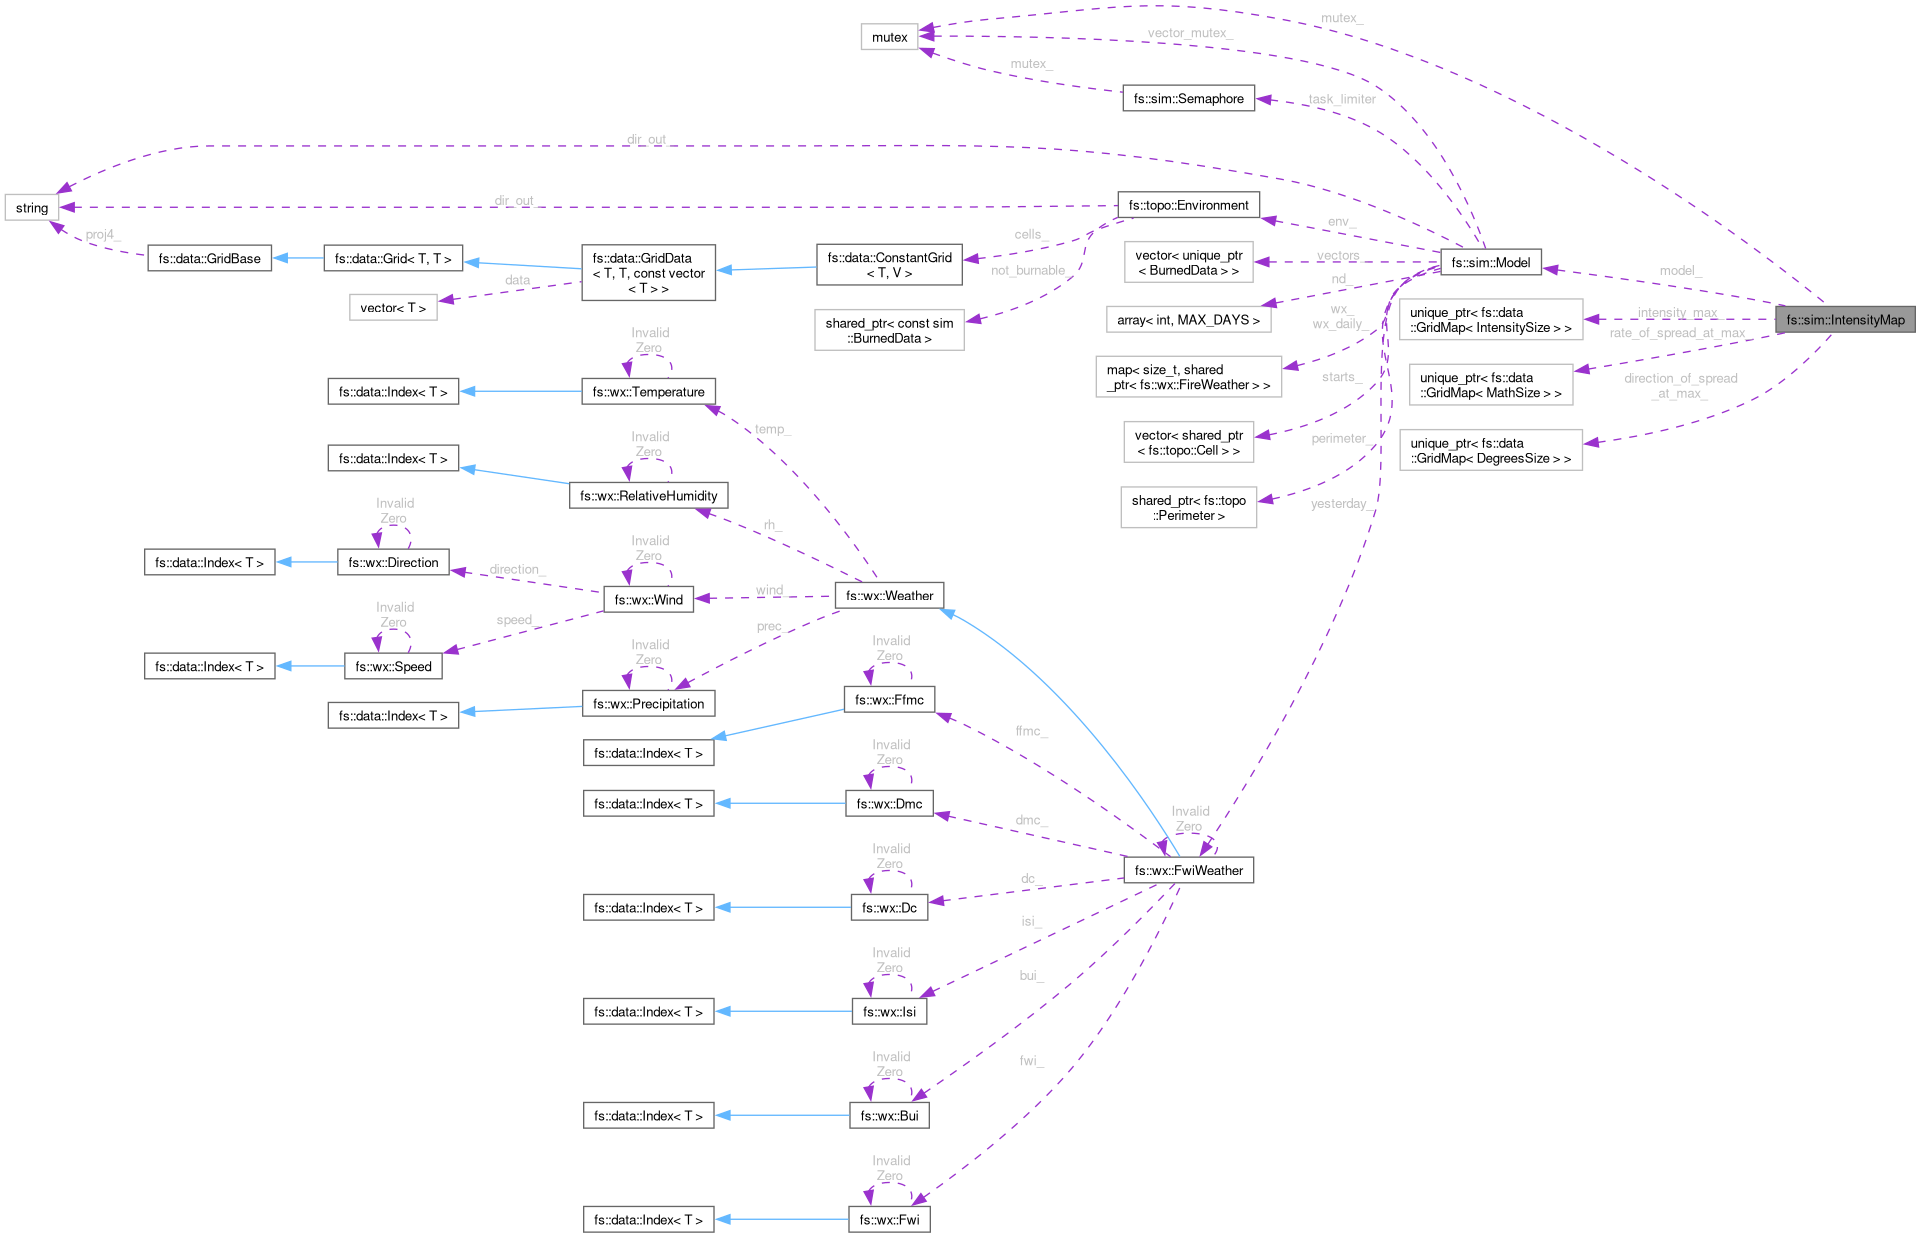 mutex_
mutex
vector_mutex_
mutex_
fs::sim::Semaphore
task_limiter
dir_out_
string
dir_out_
fs::topo::Environment
proj4_
cells_
env_
fs::data::GridBase
fs::data::Grid< T, T >
fs::data::GridData
< T, T, const vector
< T > >
fs::data::ConstantGrid
< T, V >
not_burnable_
vector< unique_ptr
< BurnedData > >
vectors_
fs::sim::Model
model_
data
vector< T >
nd_
array< int, MAX_DAYS >
shared_ptr< const sim
::BurnedData >
wx_
wx_daily_
unique_ptr< fs::data
::GridMap< IntensitySize > >
intensity_max_
fs::sim::IntensityMap
rate_of_spread_at_max_
Invalid
Zero
fs::data::Index< T >
fs::wx::Temperature
map< size_t, shared
_ptr< fs::wx::FireWeather > >
starts_
unique_ptr< fs::data
::GridMap< MathSize > >
direction_of_spread
_at_max_
temp_
vector< shared_ptr
< fs::topo::Cell > >
perimeter_
unique_ptr< fs::data
::GridMap< DegreesSize > >
fs::data::Index< T >
Invalid
Zero
fs::wx::RelativeHumidity
shared_ptr< fs::topo
::Perimeter >
yesterday_
rh_
Invalid
Zero
fs::data::Index< T >
fs::wx::Direction
direction_
Invalid
Zero
fs::wx::Wind
wind_
fs::wx::Weather
Invalid
Zero
speed_
prec_
fs::data::Index< T >
fs::wx::Speed
Invalid
Zero
fs::data::Index< T >
fs::wx::Precipitation
Invalid
Zero
fs::wx::Ffmc
ffmc_
fs::data::Index< T >
Invalid
Zero
fs::data::Index< T >
fs::wx::Dmc
dmc_
Invalid
Zero
fs::wx::FwiWeather
Invalid
Zero
dc_
fs::data::Index< T >
fs::wx::Dc
isi_
Invalid
Zero
bui_
fs::data::Index< T >
fs::wx::Isi
Invalid
Zero
fwi_
fs::data::Index< T >
fs::wx::Bui
Invalid
Zero
fs::data::Index< T >
fs::wx::Fwi